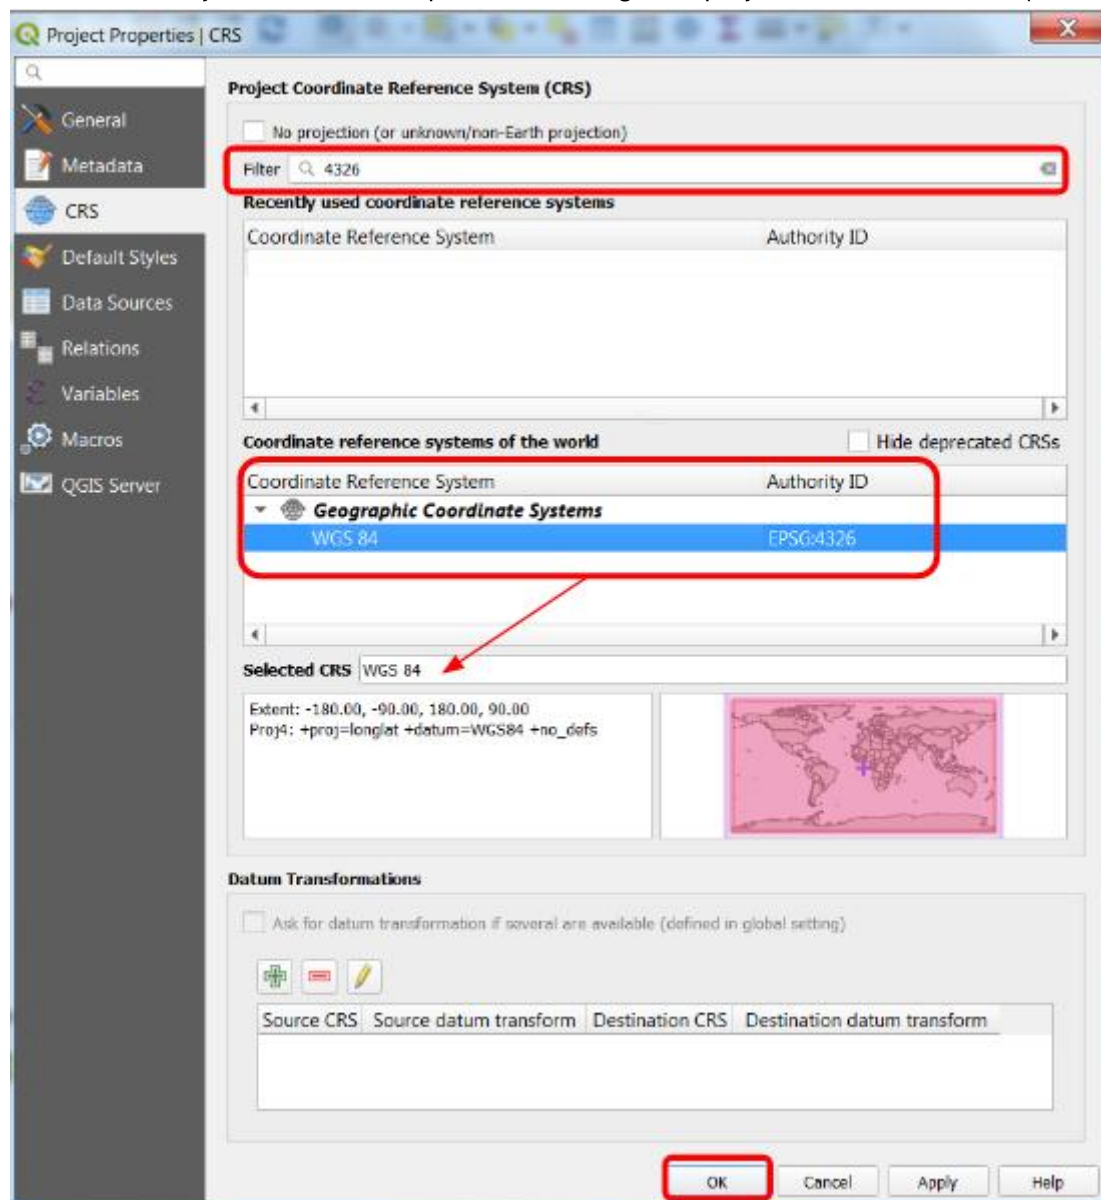 Project Properties | CRS
General
Metadata
CRS
Default Styles
Data Sources
Relations
Variables
Macros
QGIS Server
Project Coordinate Reference System (CRS)
No projection (or unknown/non-Earth projection)
Filter 4326
Recently used coordinate reference systems
Coordinate Reference System Authority ID
Coordinate reference systems of the world Hide deprecated CRSs
Coordinate Reference System Authority ID
Geographic Coordinate Systems
WGS 84 EPSG:4326
Selected CRS WGS 84
Extent: -180.00, -90.00, 180.00, 90.00
Proj4: +proj=longlat +datum=WGS84 +no_defs
Datum Transformations
Ask for datum transformation if several are available (defined in global setting)
Source CRS Source datum transform Destination CRS Destination datum transform
OK Cancel Apply Help